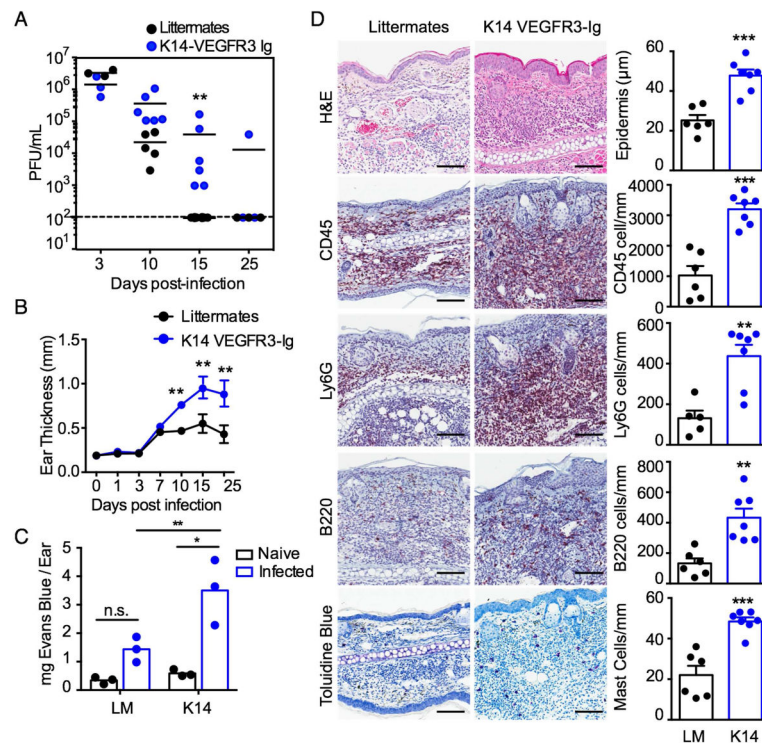 A
Littermates
K14-VEGFR3 Ig
PFU/mL
10^7
10^6
10^5
10^4
10^3
10^2
10^1
**
3 10 15 25
Days post-infection
B
Littermates
K14 VEGFR3-Ig
Ear Thickness (mm)
1.5
1.0
0.5
0.0
** ** **
0 1 3 7 10 15 25
Days post infection
C
Naive
Infected
mg Evans Blue / Ear
5
4
3
2
1
0
**
*
n.s.
LM K14
D
Littermates K14 VEGFR3-Ig
H&E
Epidermis (µm)
60
40
20
0
***
CD45
CD45 cell/mm
4000
3000
2000
1000
0
***
Ly6G
Ly6G cells/mm
600
400
200
0
**
B220
B220 cells/mm
800
600
400
200
0
**
Toluidine Blue
Mast Cells/mm
60
40
20
0
***
LM K14